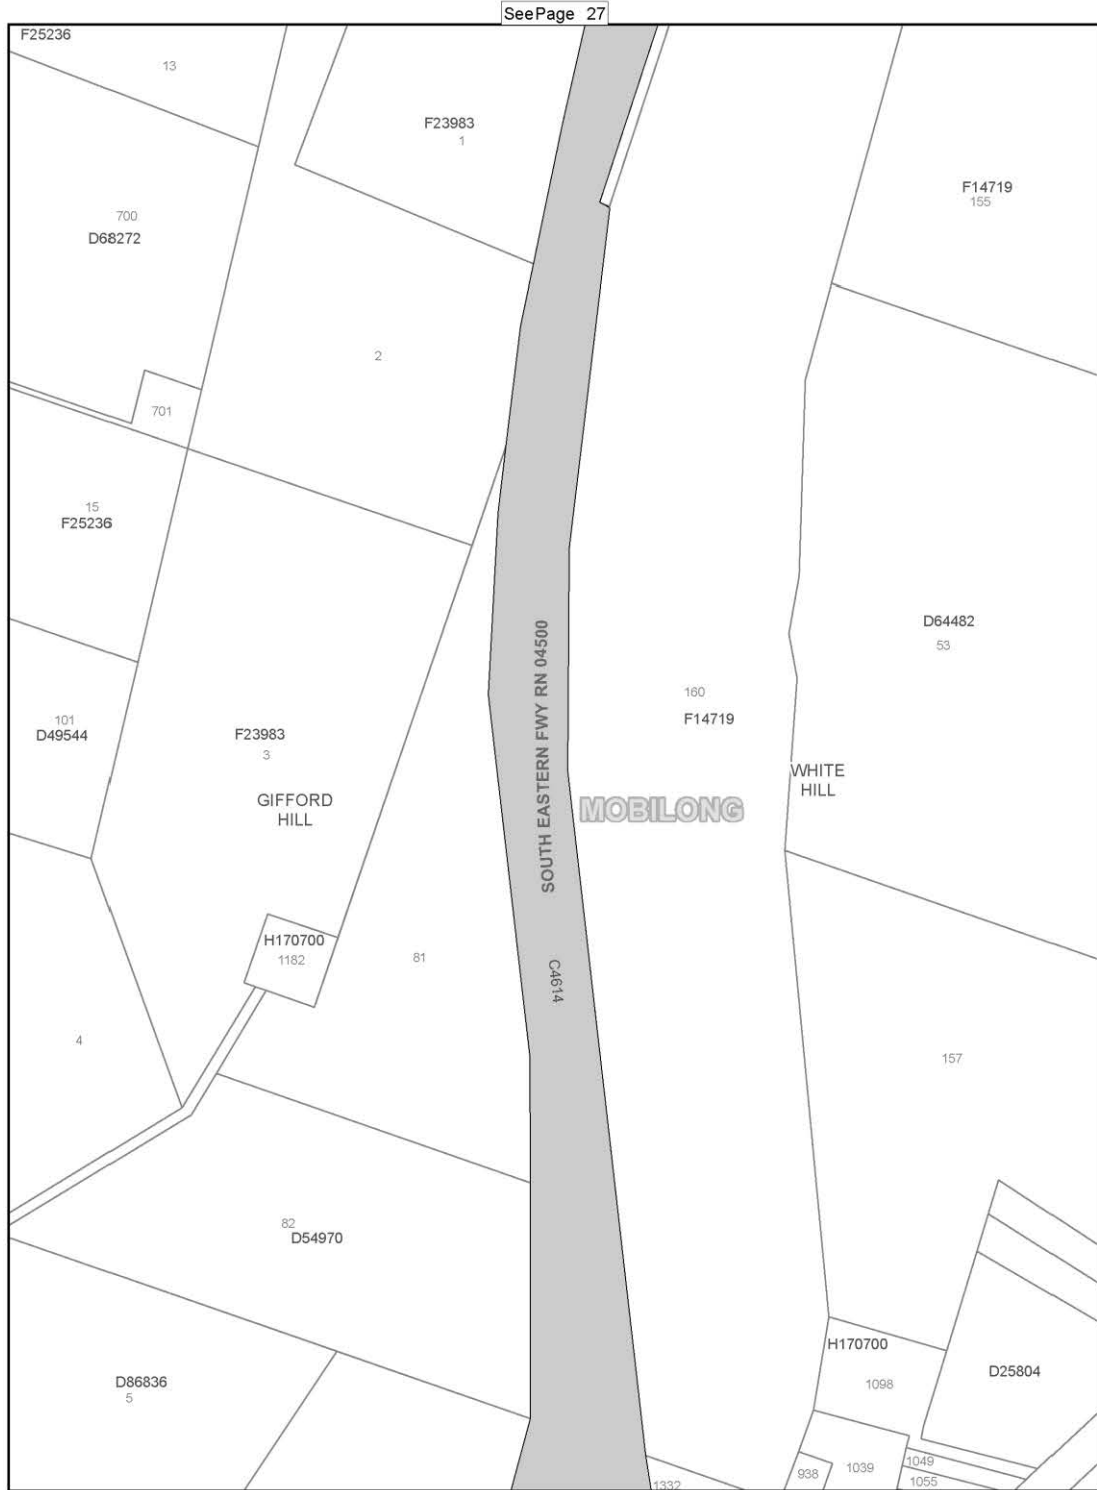 SeePage 27
F25236
13
F23983
1
F14719
155
700
D68272
2
701
15
F25236
D64482
53
160
F14719
101
D49544
F23983
3
SOUTH EASTERN FWY RN 04500
WHITE
HILL
GIFFORD
HILL
MOBILONG
H170700
1182
81
C4614
4
157
82
D54970
H170700
D25804
D86836
5
1098
1049
1039
938
1055
1332